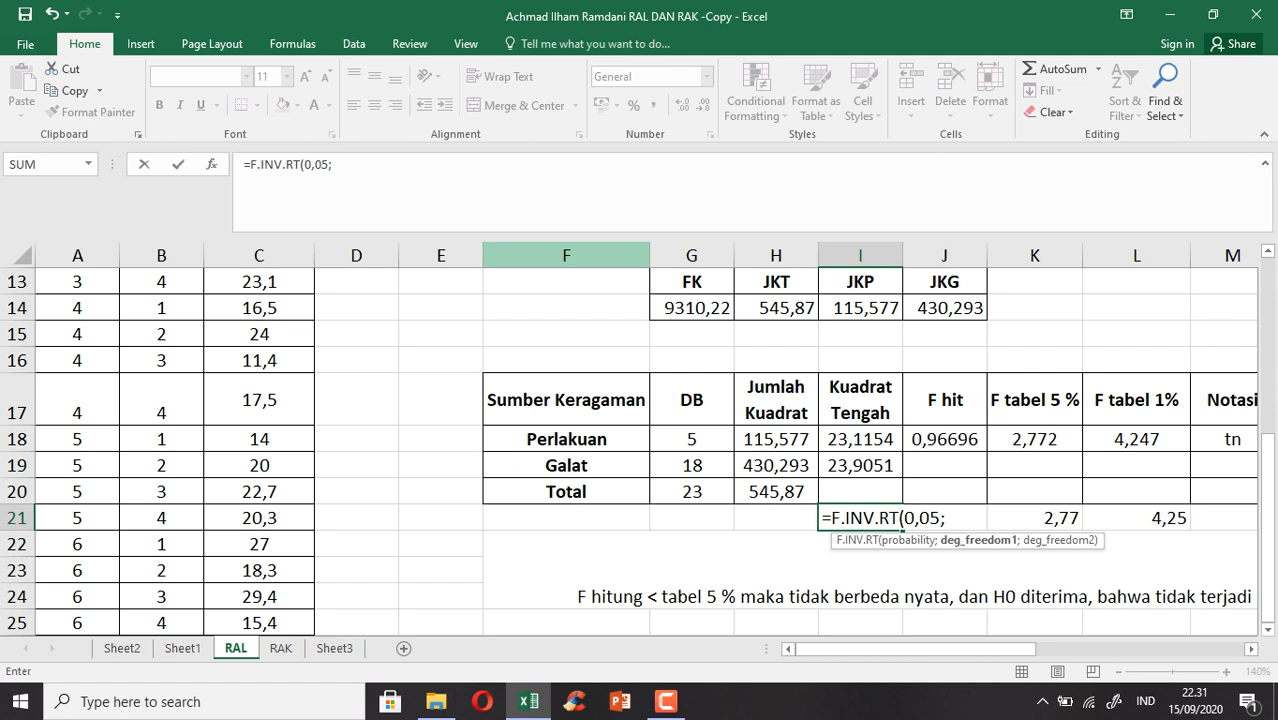 Achmad Ilham Ramdani RAL DAN RAK -Copy - Excel
File Home Insert Page Layout Formulas Data Review View Tell me what you want to do... Sign in Share
Paste Cut Copy Format Painter
11
Wrap Text
Merge & Center
General
% ,
Conditional Formatting
Formatas Table
Cell Styles
Insert Delete Format
AutoSum
Fill
Clear
Sort & Filter
Find & Select
Clipboard Font Alignment Number Styles Cells Editing
SUM fx =F.INV.RT(0,05;
A B C D E F G H I J K L M
13 3 4 23,1 FK JKT JKP JKG
14 4 1 16,5 9310,22 545,87 115,577 430,293
15 4 2 24
16 4 3 11,4
17 4 4 17,5 Sumber Keragaman DB Jumlah Kuadrat Kuadrat Tengah F hit F tabel 5 % F tabel 1% Notasi
18 5 1 14 Perlakuan 5 115,577 23,1154 0,96696 2,772 4,247 tn
19 5 2 20 Galat 18 430,293 23,9051
20 5 3 22,7 Total 23 545,87
21 5 4 20,3 =F.INV.RT(0,05; 2,77 4,25
F.INV.RT(probability; deg_freedom1; deg_freedom2)
22 6 1 27
23 6 2 18,3
24 6 3 29,4 F hitung < tabel 5 % maka tidak berbeda nyata, dan H0 diterima, bahwa tidak terjadi
25 6 4 15,4
Sheet2 Sheet1 RAL RAK Sheet3
Enter 140%
Type here to search IND 22.31
15/09/2020 1